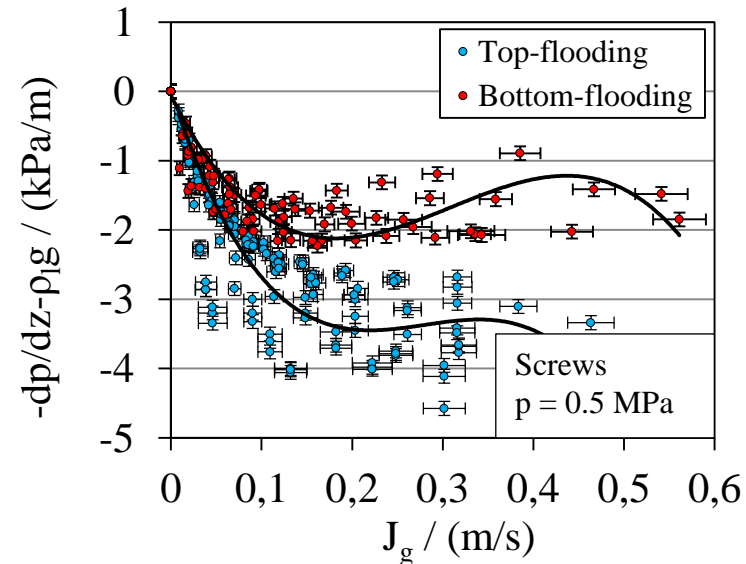 -dp/dz-ρlg / (kPa/m)
1
0
-1
-2
-3
-4
-5
Top-flooding
Bottom-flooding
Screws
p = 0.5 MPa
0
0,1
0,2
0,3
0,4
0,5
0,6
Jg / (m/s)